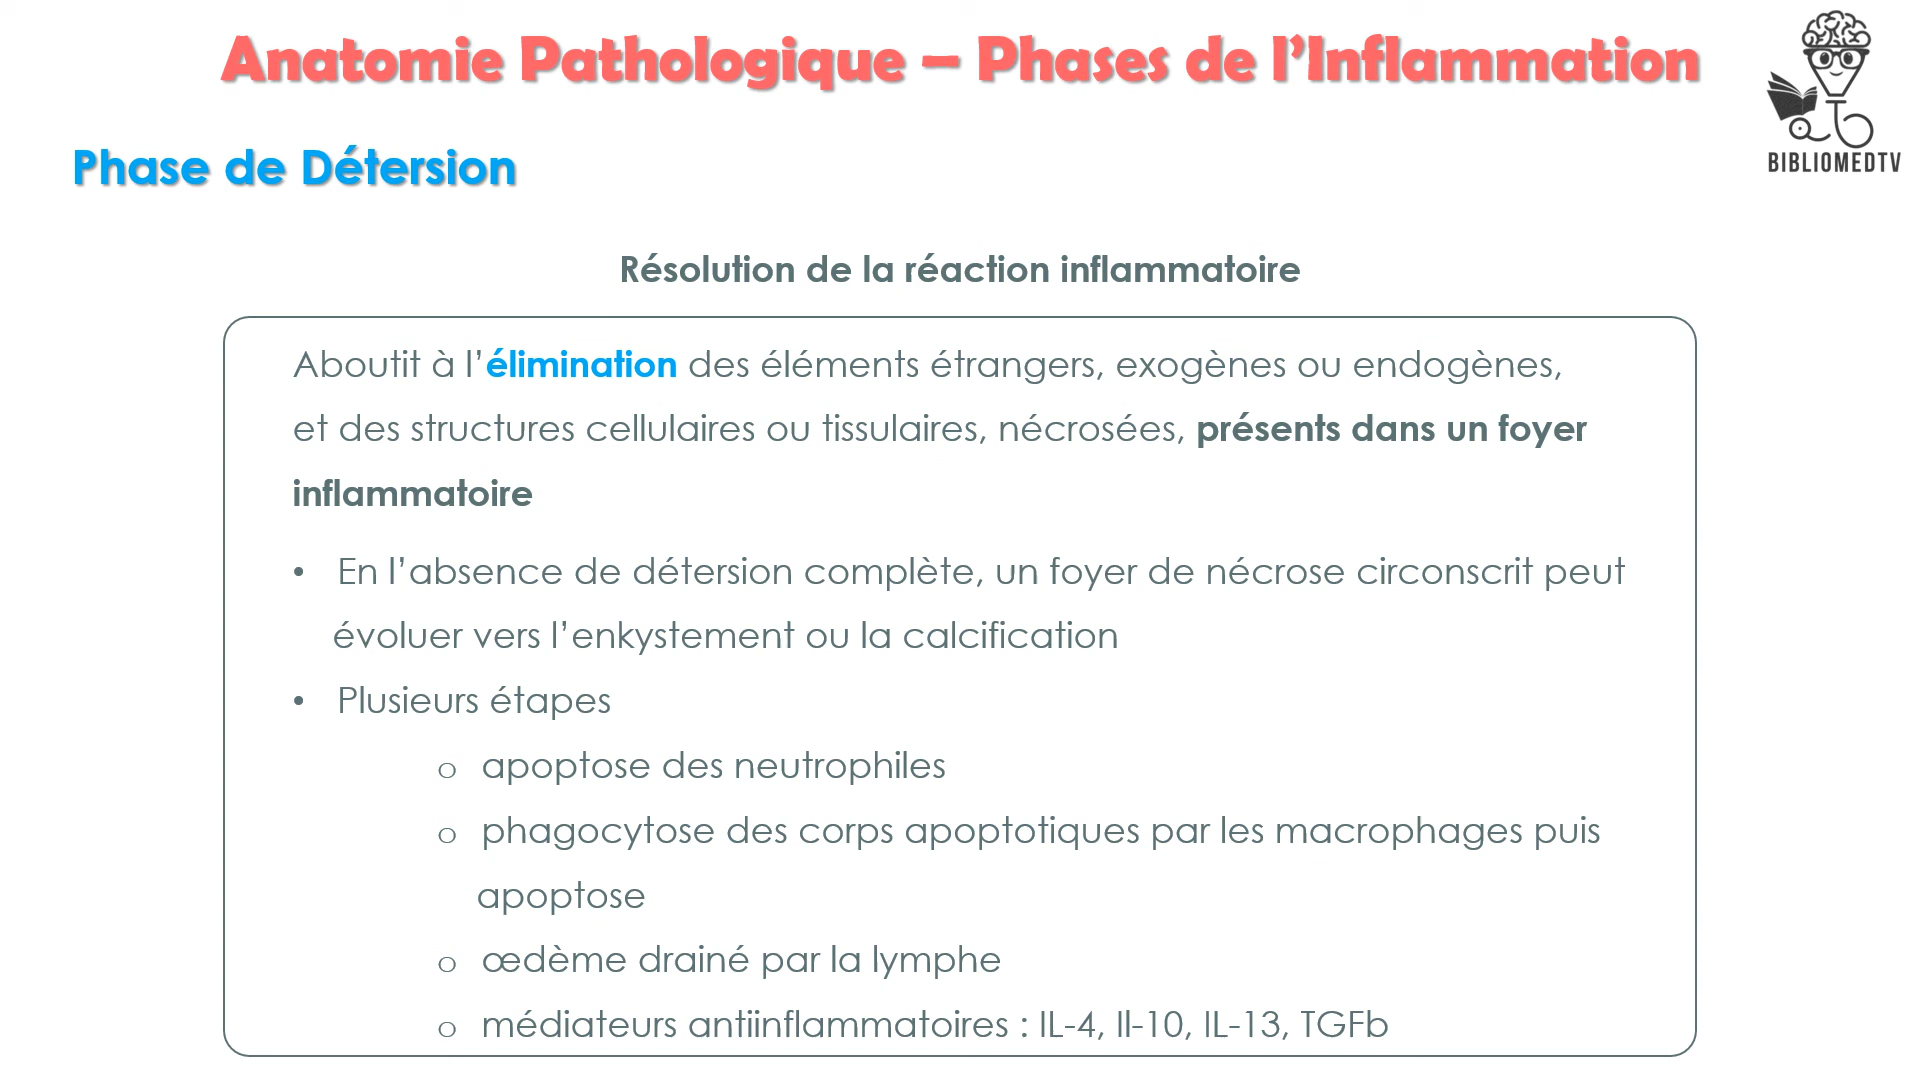 Anatomie Pathologique – Phases de l’Inflammation
BIBLIOMEDTV
Phase de Détersion
Résolution de la réaction inflammatoire
Aboutit à l’élimination des éléments étrangers, exogènes ou endogènes,
et des structures cellulaires ou tissulaires, nécrosées, présents dans un foyer
inflammatoire
• En l’absence de détersion complète, un foyer de nécrose circonscrit peut
évoluer vers l’enkystement ou la calcification
• Plusieurs étapes
o apoptose des neutrophiles
o phagocytose des corps apoptotiques par les macrophages puis
apoptose
o œdème drainé par la lymphe
o médiateurs antiinflammatoires : IL-4, Il-10, IL-13, TGFb